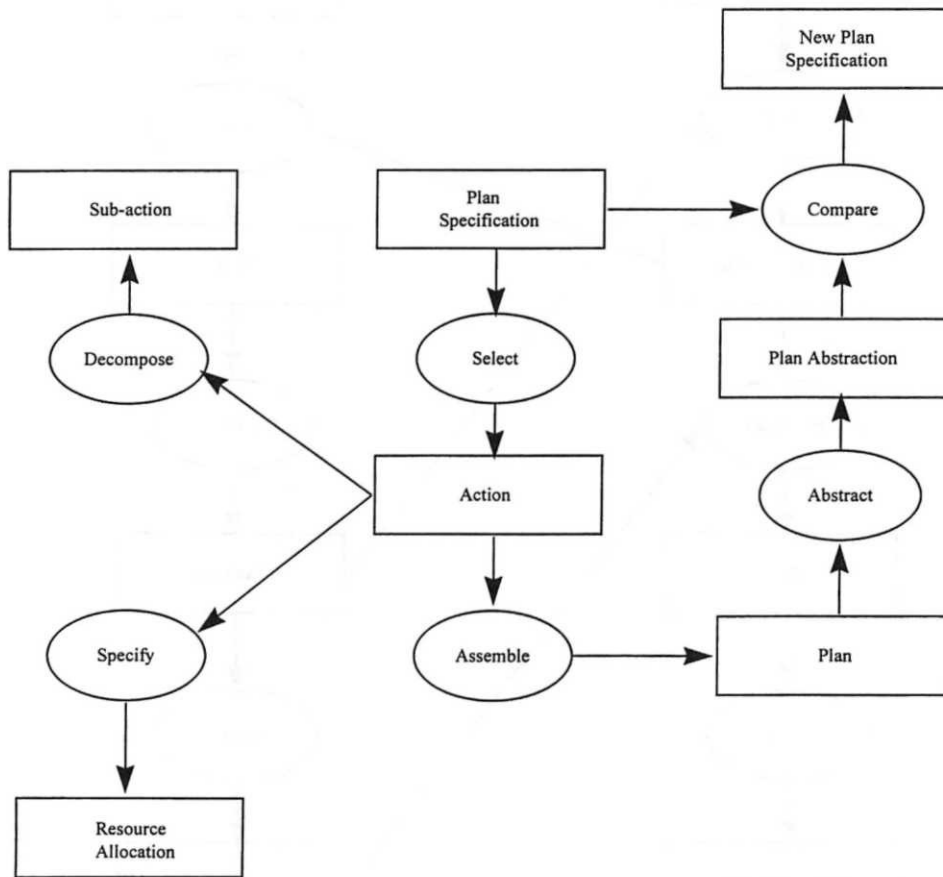 New Plan
Specification
Sub-action
Plan
Specification
Compare
Decompose
Select
Plan Abstraction
Action
Abstract
Specify
Assemble
Plan
Resource
Allocation